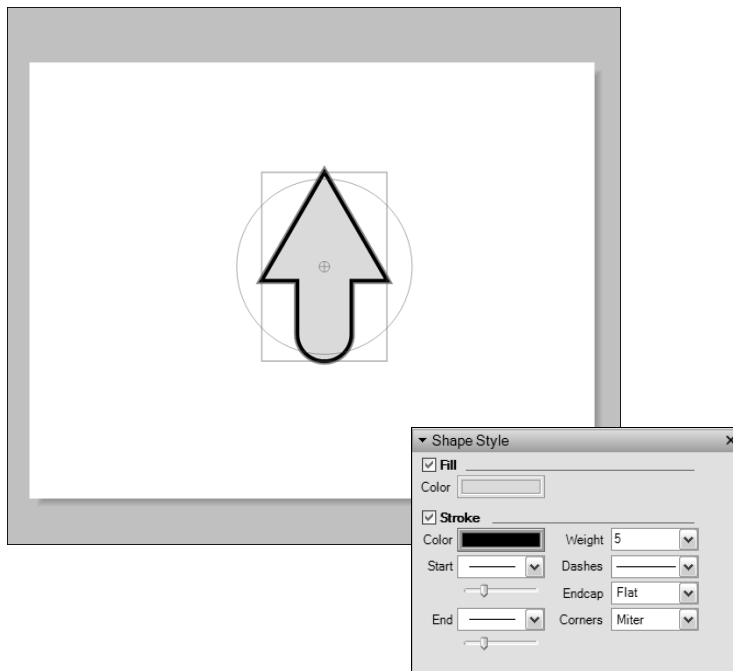 Shape Style
Fill
Color
Stroke
Color Weight 5
Start Dashes
Endcap Flat
End Corners Miter